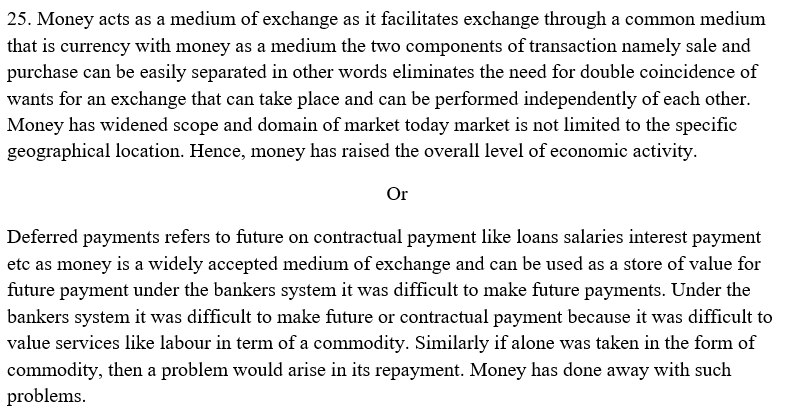 25. Money acts as a medium of exchange as it facilitates exchange through a common medium
that is currency with money as a medium the two components of transaction namely sale and
purchase can be easily separated in other words eliminates the need for double coincidence of
wants for an exchange that can take place and can be performed independently of each other.
Money has widened scope and domain of market today market is not limited to the specific
geographical location. Hence, money has raised the overall level of economic activity.
Or
Deferred payments refers to future on contractual payment like loans salaries interest payment
etc as money is a widely accepted medium of exchange and can be used as a store of value for
future payment under the bankers system it was difficult to make future payments. Under the
bankers system it was difficult to make future or contractual payment because it was difficult to
value services like labour in term of a commodity. Similarly if alone was taken in the form of
commodity, then a problem would arise in its repayment. Money has done away with such
problems.